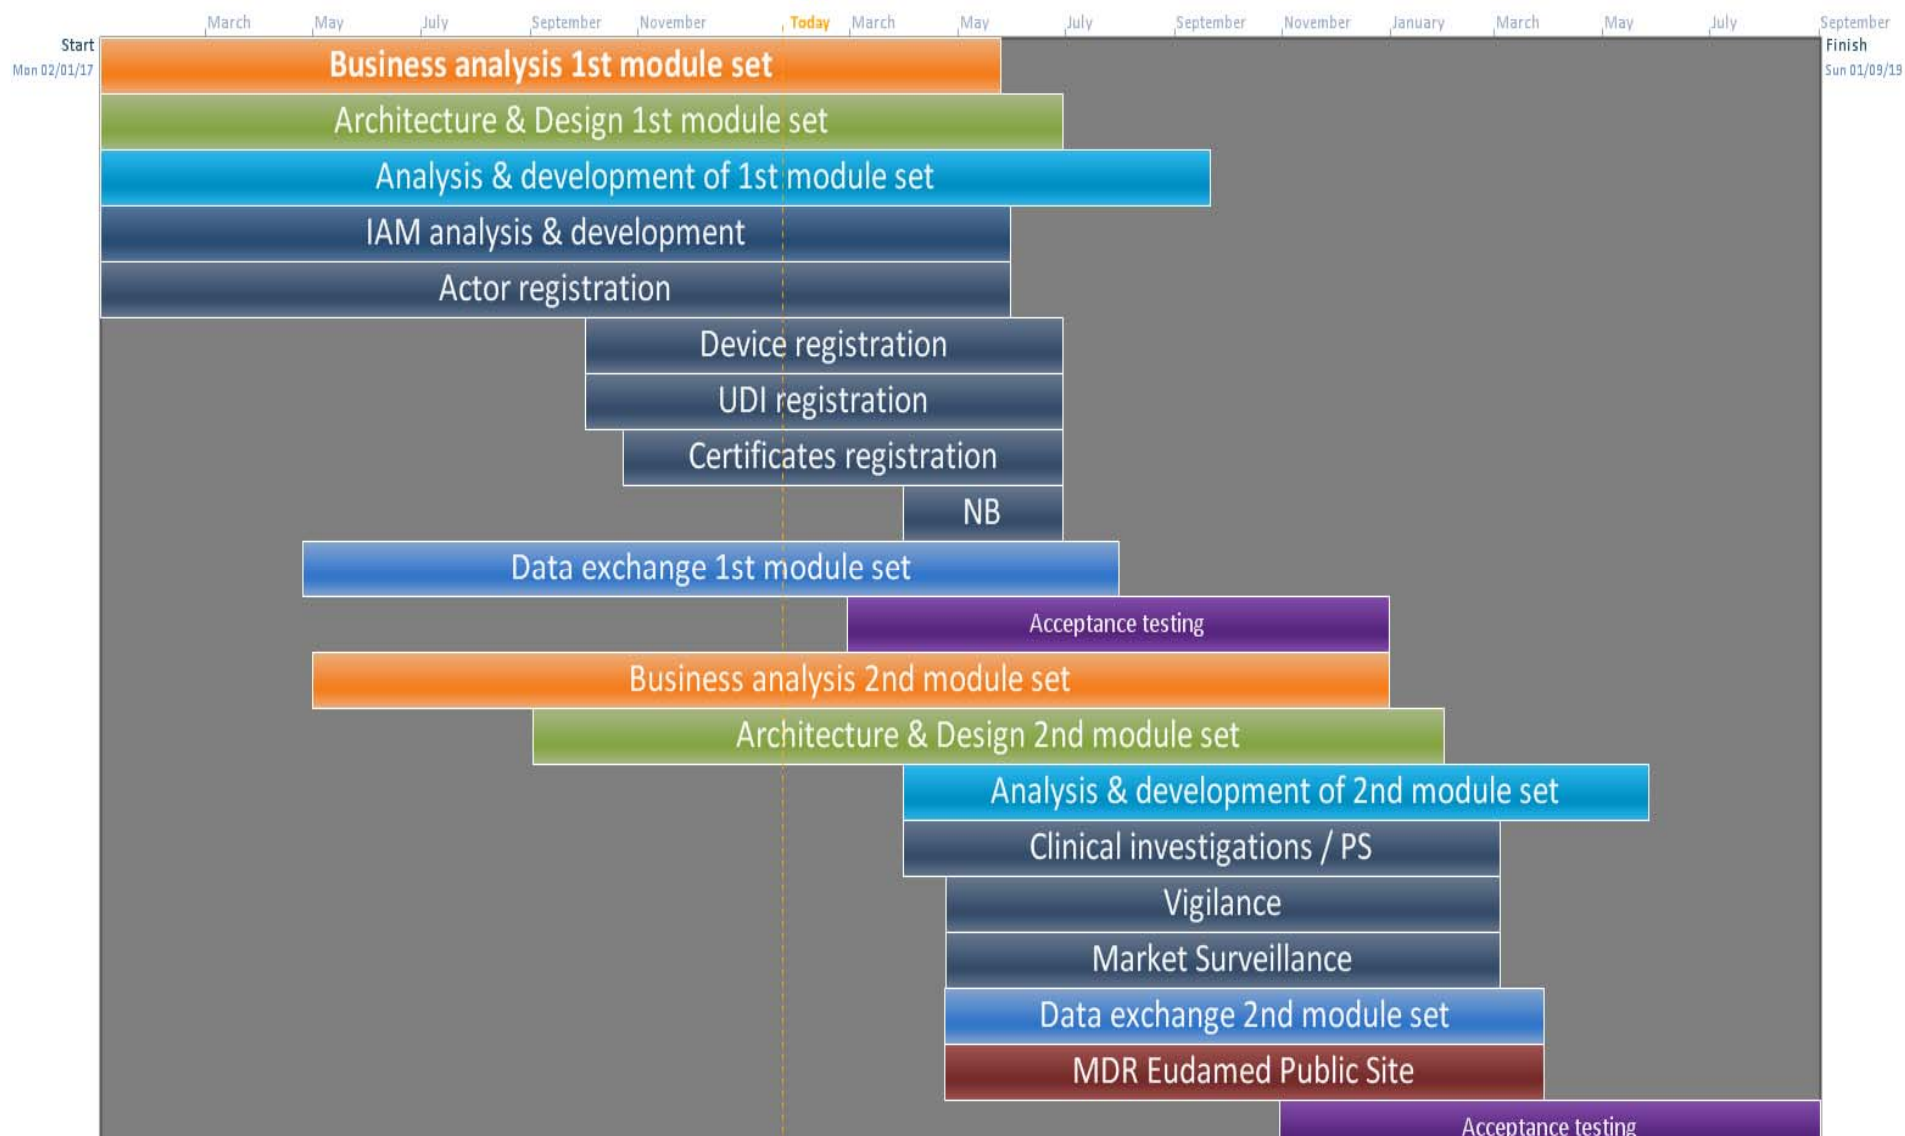 March May July September November Today March May July September November January March May July September
Start
Mon 02/01/17
Finish
Sun 01/09/19
Business analysis 1st module set
Architecture & Design 1st module set
Analysis & development of 1st module set
IAM analysis & development
Actor registration
Device registration
UDI registration
Certificates registration
NB
Data exchange 1st module set
Acceptance testing
Business analysis 2nd module set
Architecture & Design 2nd module set
Analysis & development of 2nd module set
Clinical investigations / PS
Vigilance
Market Surveillance
Data exchange 2nd module set
MDR Eudamed Public Site
Acceptance testing